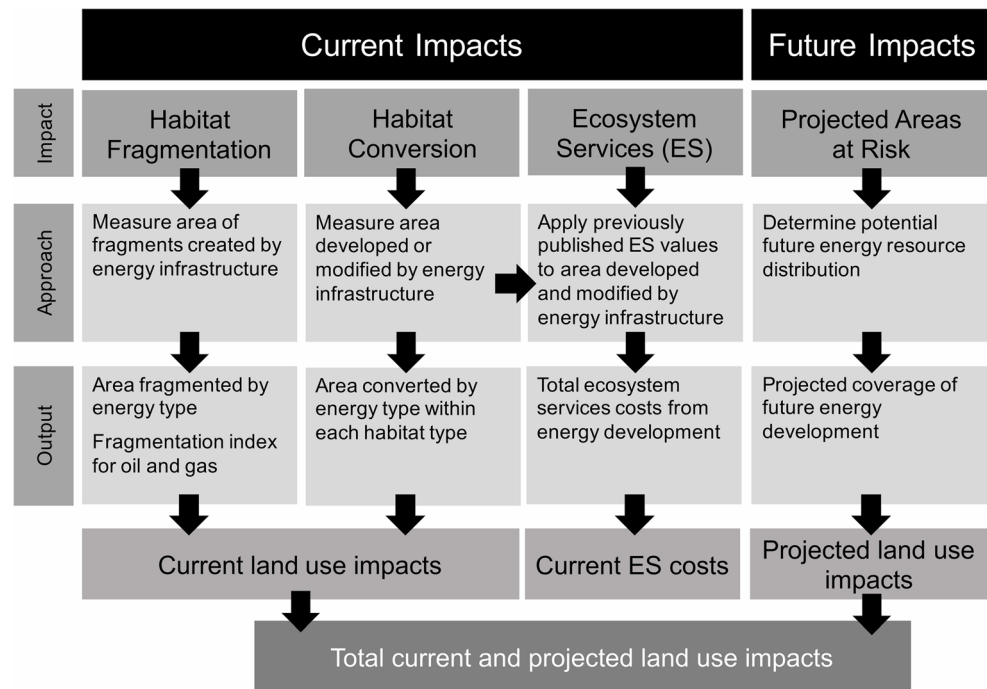 Current Impacts
Future Impacts
Impact
Habitat
Fragmentation
Habitat
Conversion
Ecosystem
Services (ES)
Projected Areas
at Risk
Approach
Measure area of
fragments created by
energy infrastructure
Measure area
developed or
modified by energy
infrastructure
Apply previously
published ES values
to area developed
and modified by
energy infrastructure
Determine potential
future energy resource
distribution
Output
Area fragmented by
energy type
Fragmentation index
for oil and gas
Area converted by
energy type within
each habitat type
Total ecosystem
services costs from
energy development
Projected coverage of
future energy
development
Current land use impacts
Current ES costs
Projected land use
impacts
Total current and projected land use impacts